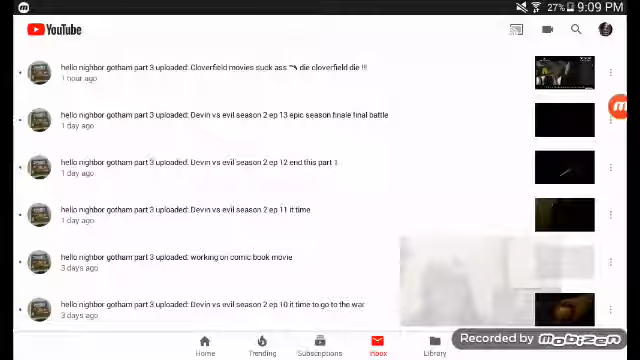 27% 9:09 PM
YouTube
hello nighbor gotham part 3 uploaded: Cloverfield movies suck ass die cloverfield die !!!
1 hour ago
hello nighbor gotham part 3 uploaded: Devin vs evil season 2 ep 13 epic season finale final battle
1 day ago
hello nighbor gotham part 3 uploaded: Devin vs evil season 2 ep 12 end this part 1
1 day ago
hello nighbor gotham part 3 uploaded: Devin vs evil season 2 ep 11 it time
1 day ago
hello nighbor gotham part 3 uploaded: working on comic book movie
3 days ago
hello nighbor gotham part 3 uploaded: Devin vs evil season 2 ep 10 it time to go to the war
3 days ago
Home Trending Subscriptions Inbox Library
Recorded by mobizen